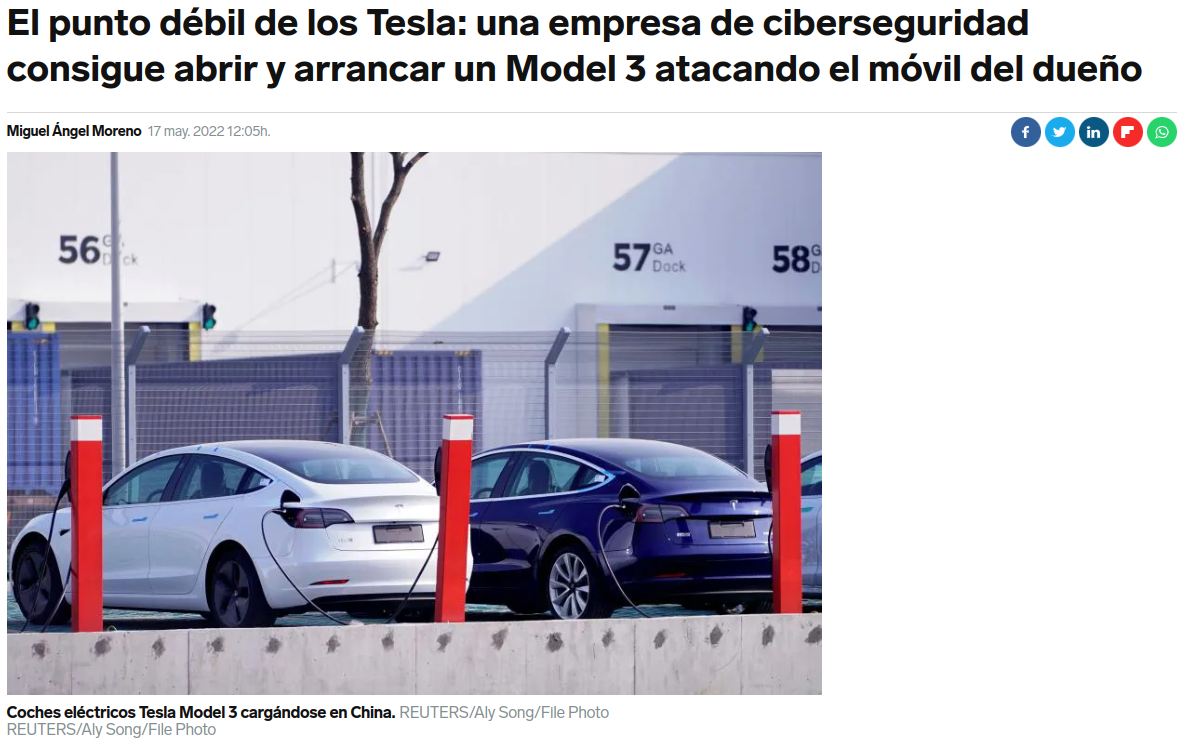 El punto débil de los Tesla: una empresa de ciberseguridad
consigue abrir y arrancar un Model 3 atacando el móvil del dueño
Miguel Ángel Moreno 17 may. 2022 12:05h.
56 GA
Dock
57 GA
Dock
58
Coches eléctricos Tesla Model 3 cargándose en China. REUTERS/Aly Song/File Photo
REUTERS/Aly Song/File Photo